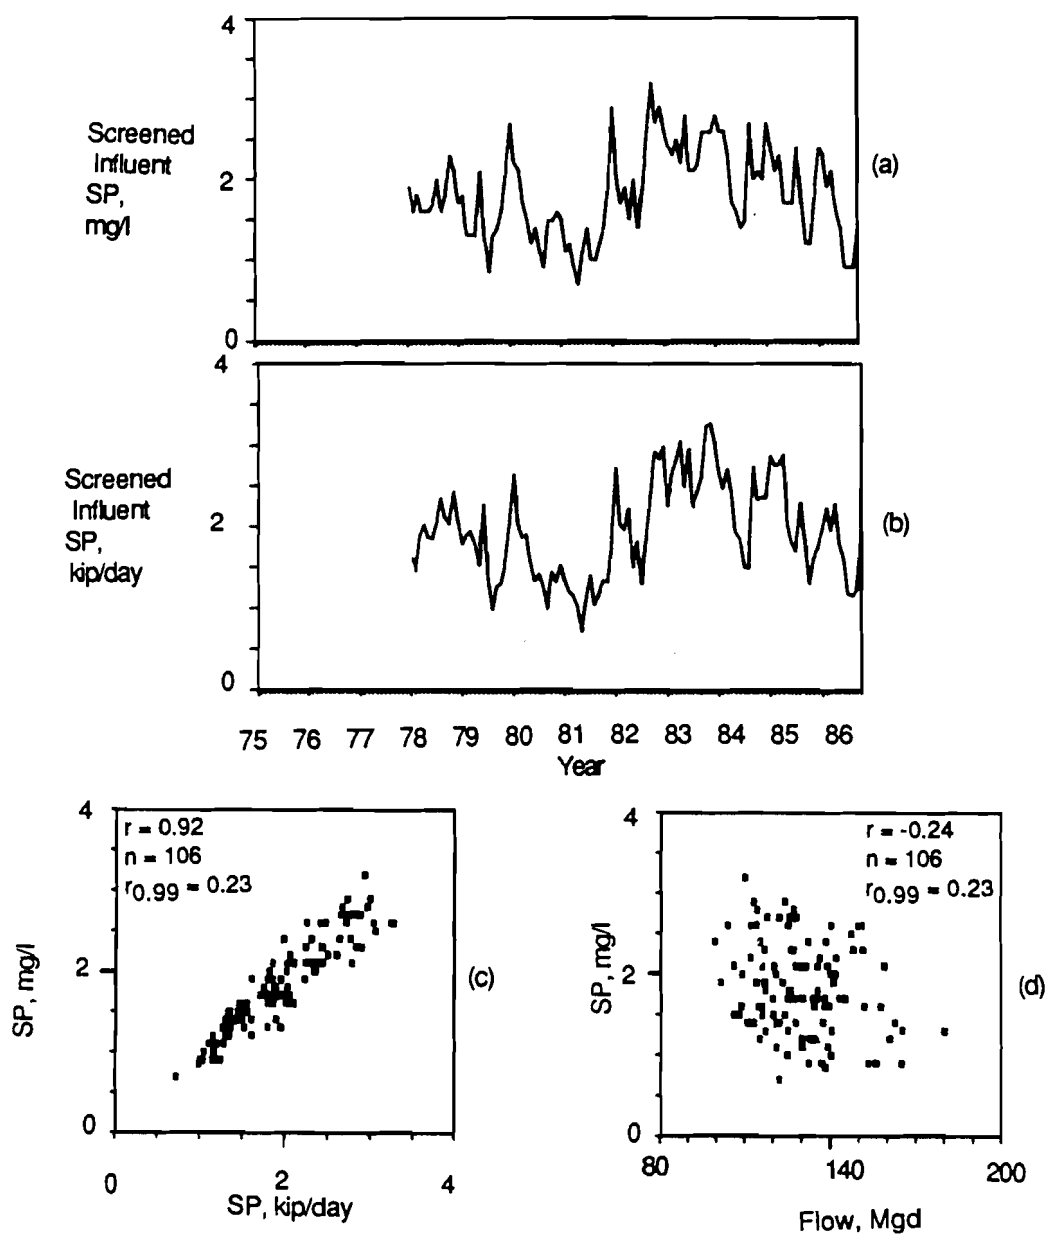 4
Screened
Influent
SP,
mg/l
2
0
(a)
4
Screened
Influent
SP,
kip/day
2
0
(b)
75 76 77 78 79 80 81 82 83 84 85 86
Year
4
r = 0.92
n = 106
r0.99 = 0.23
SP, mg/l
2
0
(c)
0 2 4
SP, kip/day
4
r = -0.24
n = 106
r0.99 = 0.23
SP, mg/l
2
0
(d)
80 140 200
Flow, Mgd